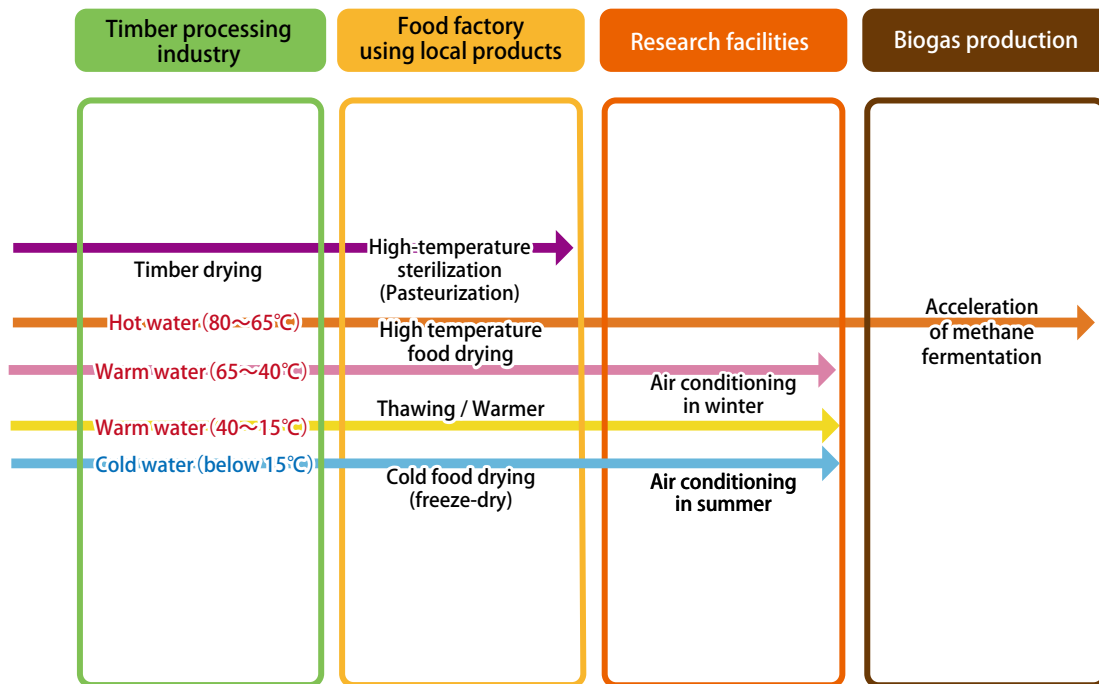 Timber processing
industry
Food factory
using local products
Research facilities
Biogas production
Timber drying
High-temperature
sterilization
(Pasteurization)
Hot water（80～65℃）
High temperature
food drying
Acceleration
of methane
fermentation
Warm water（65～40℃）
Air conditioning
in winter
Thawing / Warmer
Warm water（40～15℃）
Cold water（below 15℃）
Cold food drying
(freeze-dry)
Air conditioning
in summer